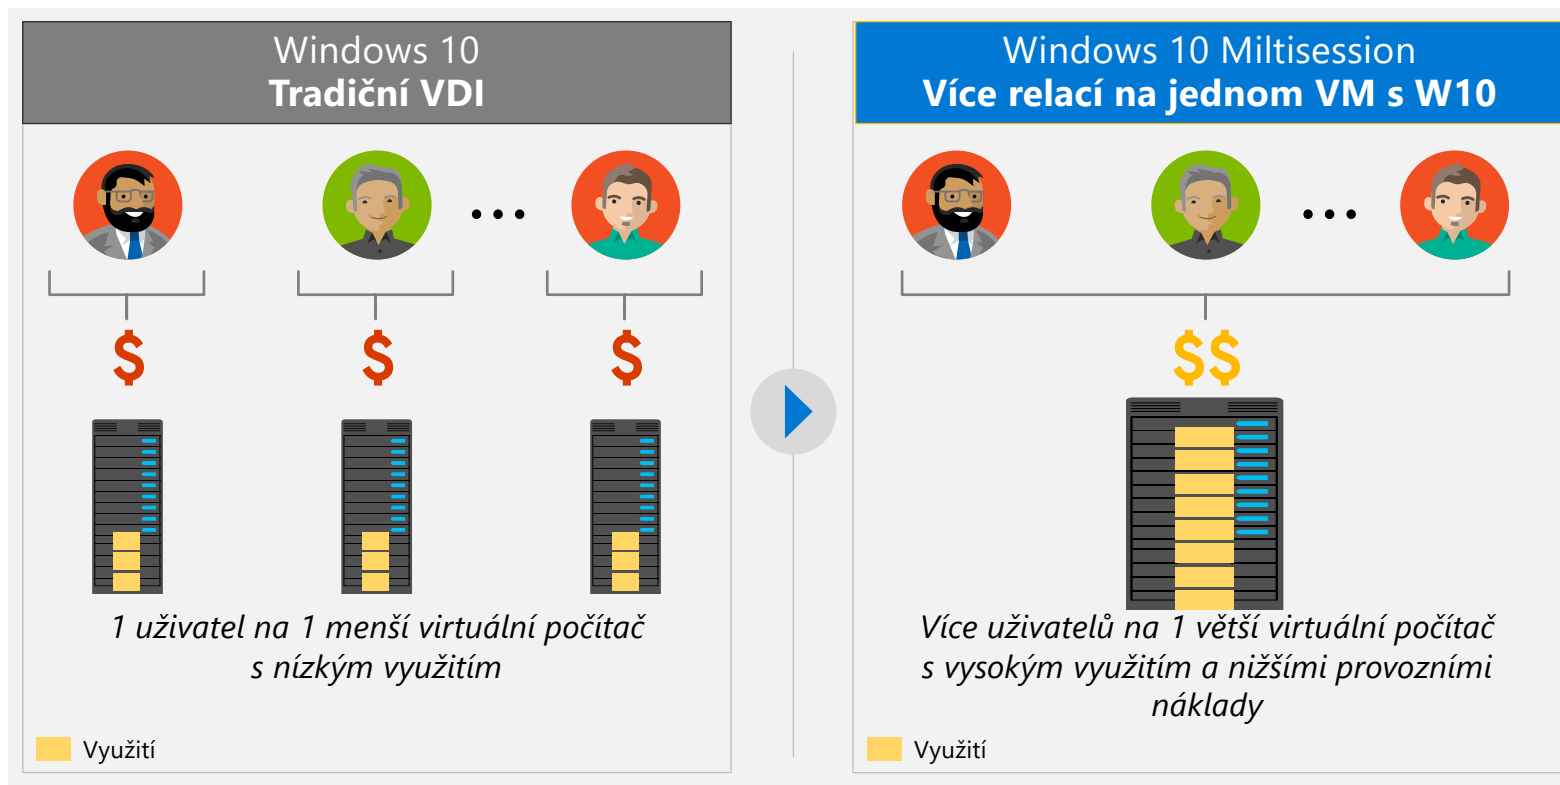 Windows 10
Tradiční VDI
$
$
$
1 uživatel na 1 menší virtuální počítač
s nízkým využitím
Využití
Windows 10 Miltisession
Více relací na jednom VM s W10
$$
Více uživatelů na 1 větší virtuální počítač
s vysokým využitím a nižšími provozními
náklady
Využití